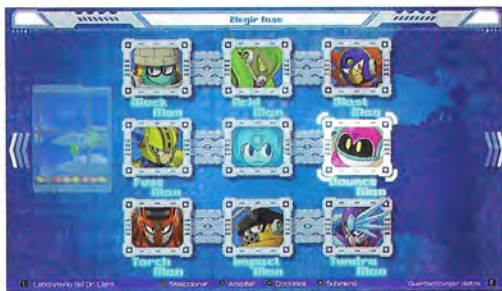 Elegir fase
Block Man
Acid Man
Blast Man
Fuse Man
Bounce Man
Torch Man
Impact Man
Tundra Man
L Laboratorio del Dr. Light
Seleccionar
Aceptar
Opciones
Submenú
Guardar/cargar datos R